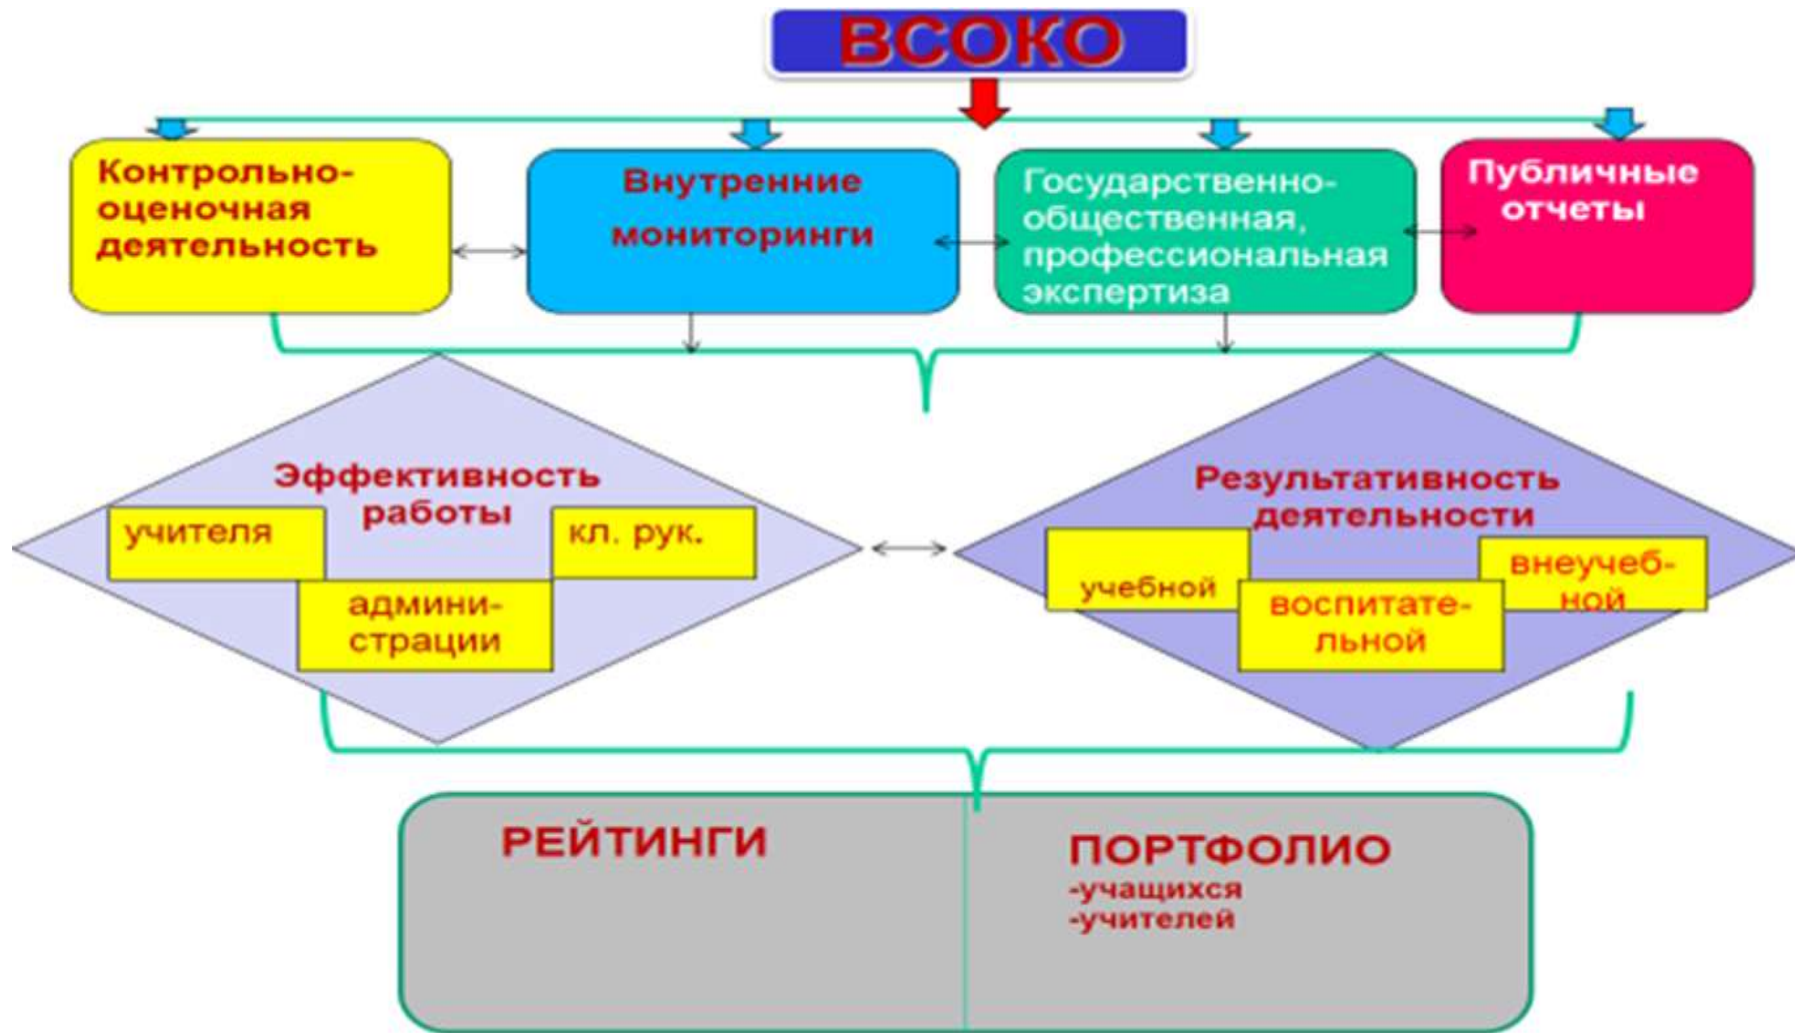 ВСОКО
Контрольно-
оценочная
деятельность
Внутренние
мониторинги
Государственно-
общественная,
профессиональная
экспертиза
Публичные
отчеты
Эффективность
работы
учителя
кл. рук.
админи-
страции
Результативность
деятельности
учебной
воспитате-
льной
внеучеб-
ной
РЕЙТИНГИ
ПОРТФОЛИО
-учащихся
-учителей